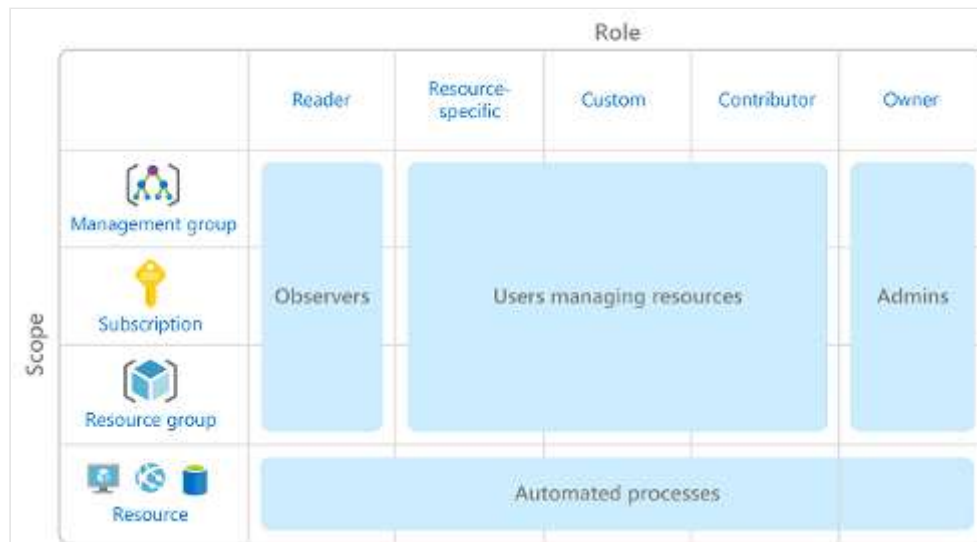 Role
Reader
Resource-
specific
Custom
Contributor
Owner
Scope
Management group
Subscription
Resource group
Resource
Observers
Users managing resources
Admins
Automated processes